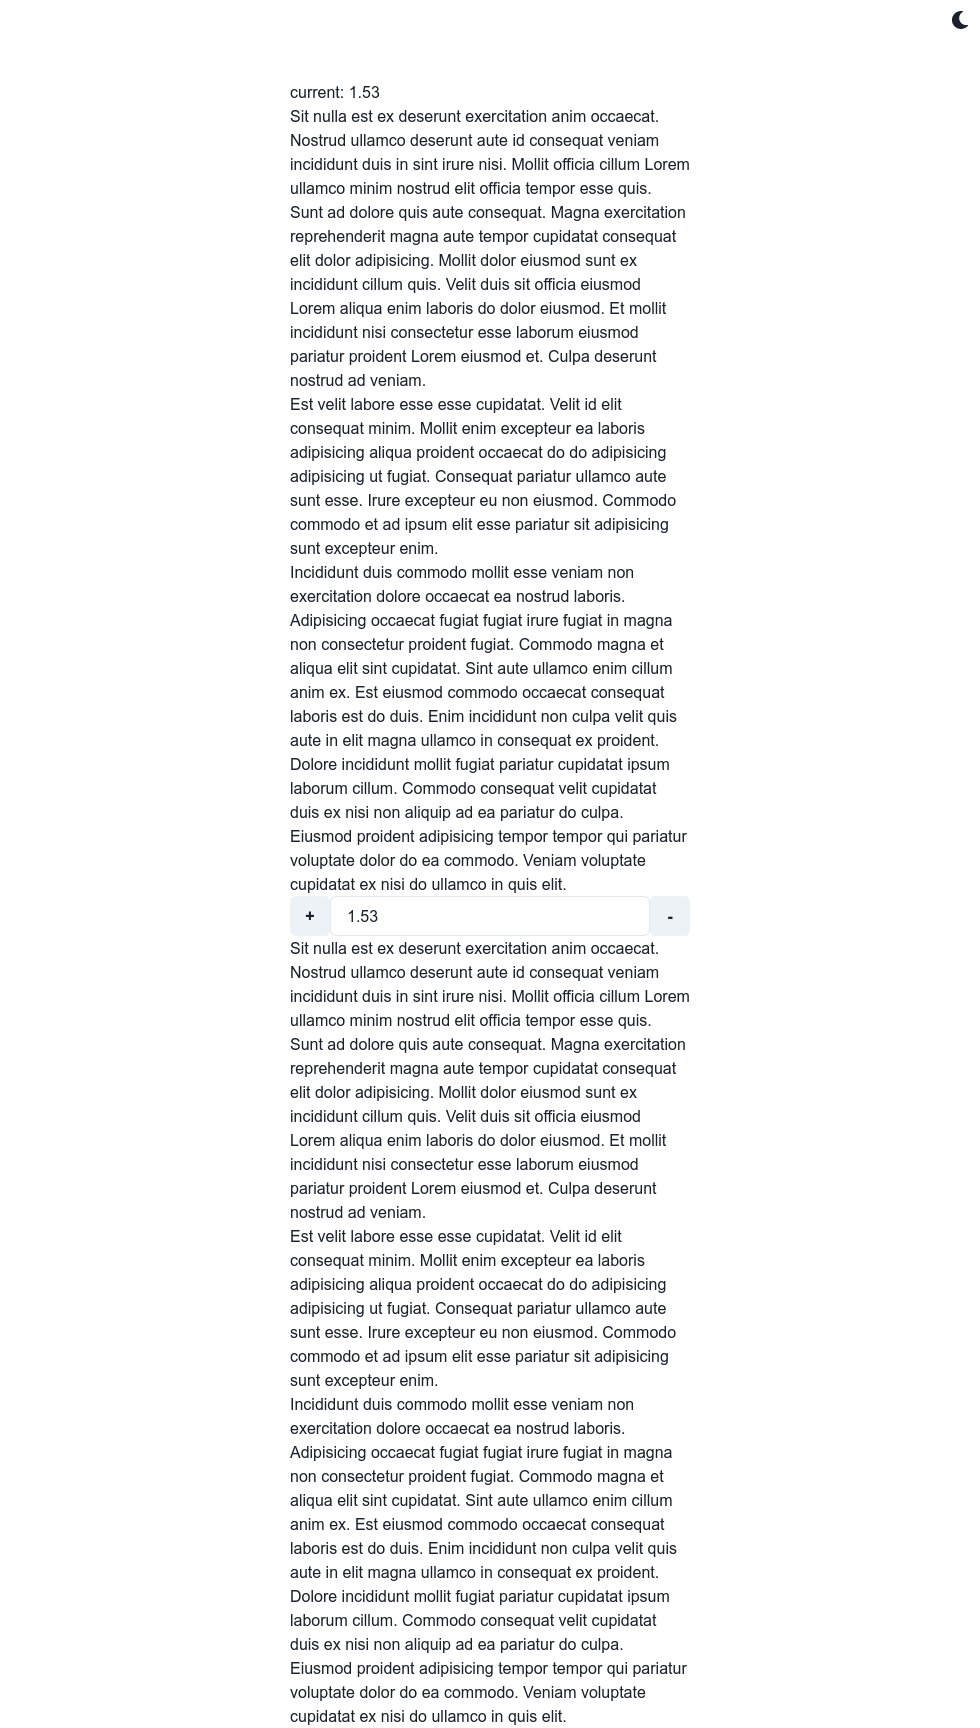 current: 1.53
Sit nulla est ex deserunt exercitation anim occaecat.
Nostrud ullamco deserunt aute id consequat veniam
incididunt duis in sint irure nisi. Mollit officia cillum Lorem
ullamco minim nostrud elit officia tempor esse quis.
Sunt ad dolore quis aute consequat. Magna exercitation
reprehenderit magna aute tempor cupidatat consequat
elit dolor adipisicing. Mollit dolor eiusmod sunt ex
incididunt cillum quis. Velit duis sit officia eiusmod
Lorem aliqua enim laboris do dolor eiusmod. Et mollit
incididunt nisi consectetur esse laborum eiusmod
pariatur proident Lorem eiusmod et. Culpa deserunt
nostrud ad veniam.
Est velit labore esse esse cupidatat. Velit id elit
consequat minim. Mollit enim excepteur ea laboris
adipisicing aliqua proident occaecat do do adipisicing
adipisicing ut fugiat. Consequat pariatur ullamco aute
sunt esse. Irure excepteur eu non eiusmod. Commodo
commodo et ad ipsum elit esse pariatur sit adipisicing
sunt excepteur enim.
Incididunt duis commodo mollit esse veniam non
exercitation dolore occaecat ea nostrud laboris.
Adipisicing occaecat fugiat fugiat irure fugiat in magna
non consectetur proident fugiat. Commodo magna et
aliqua elit sint cupidatat. Sint aute ullamco enim cillum
anim ex. Est eiusmod commodo occaecat consequat
laboris est do duis. Enim incididunt non culpa velit quis
aute in elit magna ullamco in consequat ex proident.
Dolore incididunt mollit fugiat pariatur cupidatat ipsum
laborum cillum. Commodo consequat velit cupidatat
duis ex nisi non aliquip ad ea pariatur do culpa.
Eiusmod proident adipisicing tempor tempor qui pariatur
voluptate dolor do ea commodo. Veniam voluptate
cupidatat ex nisi do ullamco in quis elit.
+ 1.53 -
Sit nulla est ex deserunt exercitation anim occaecat.
Nostrud ullamco deserunt aute id consequat veniam
incididunt duis in sint irure nisi. Mollit officia cillum Lorem
ullamco minim nostrud elit officia tempor esse quis.
Sunt ad dolore quis aute consequat. Magna exercitation
reprehenderit magna aute tempor cupidatat consequat
elit dolor adipisicing. Mollit dolor eiusmod sunt ex
incididunt cillum quis. Velit duis sit officia eiusmod
Lorem aliqua enim laboris do dolor eiusmod. Et mollit
incididunt nisi consectetur esse laborum eiusmod
pariatur proident Lorem eiusmod et. Culpa deserunt
nostrud ad veniam.
Est velit labore esse esse cupidatat. Velit id elit
consequat minim. Mollit enim excepteur ea laboris
adipisicing aliqua proident occaecat do do adipisicing
adipisicing ut fugiat. Consequat pariatur ullamco aute
sunt esse. Irure excepteur eu non eiusmod. Commodo
commodo et ad ipsum elit esse pariatur sit adipisicing
sunt excepteur enim.
Incididunt duis commodo mollit esse veniam non
exercitation dolore occaecat ea nostrud laboris.
Adipisicing occaecat fugiat fugiat irure fugiat in magna
non consectetur proident fugiat. Commodo magna et
aliqua elit sint cupidatat. Sint aute ullamco enim cillum
anim ex. Est eiusmod commodo occaecat consequat
laboris est do duis. Enim incididunt non culpa velit quis
aute in elit magna ullamco in consequat ex proident.
Dolore incididunt mollit fugiat pariatur cupidatat ipsum
laborum cillum. Commodo consequat velit cupidatat
duis ex nisi non aliquip ad ea pariatur do culpa.
Eiusmod proident adipisicing tempor tempor qui pariatur
voluptate dolor do ea commodo. Veniam voluptate
cupidatat ex nisi do ullamco in quis elit.